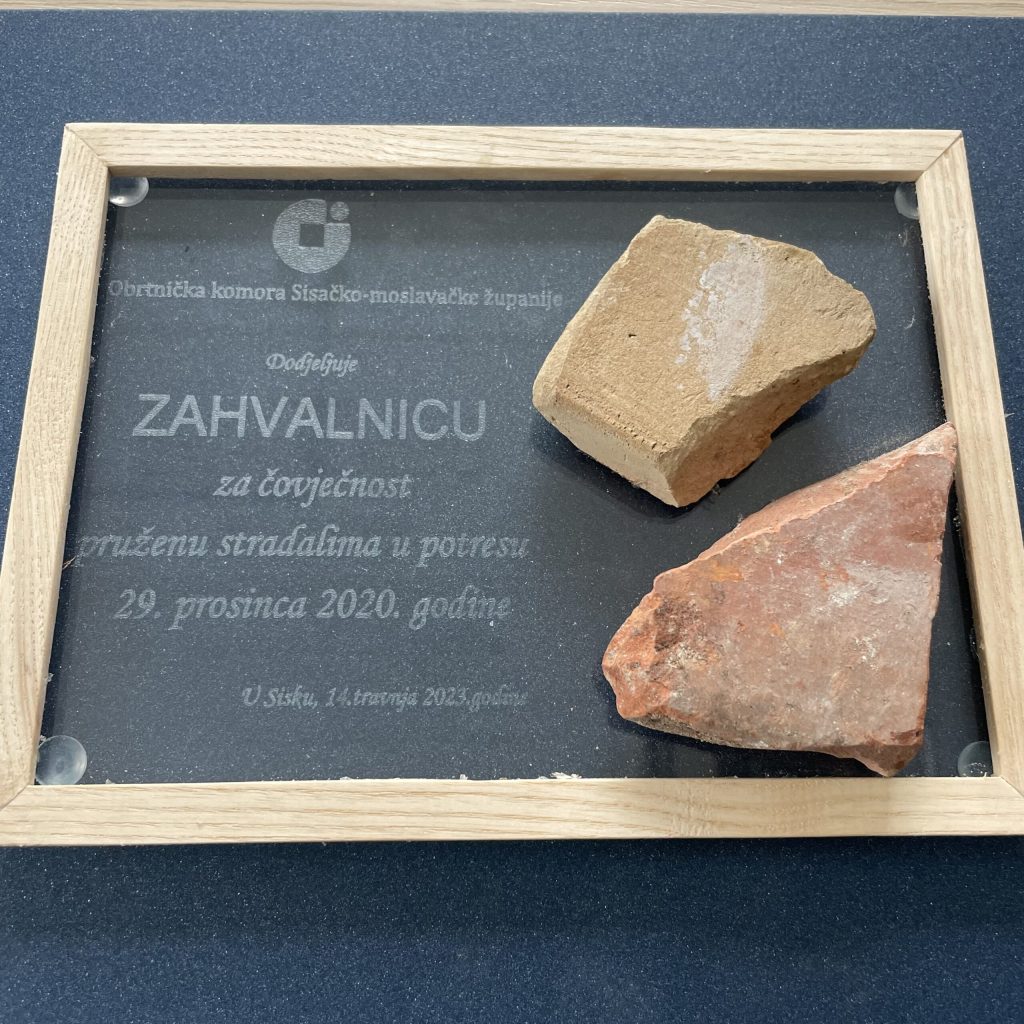 Obrtnička komora Sisačko-moslavačke županije
Dodjeljuje
ZAHVALNICU
za čovječnost
pruženu stradalima u potresu
29. prosinca 2020. godine
U Sisku, 14.travnja 2023.godine